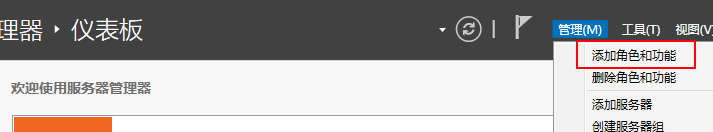 理器 ‣ 仪表板
管理(M) 工具(T) 视图(V)
添加角色和功能
欢迎使用服务器管理器
删除角色和功能
添加服务器
创建服务器组